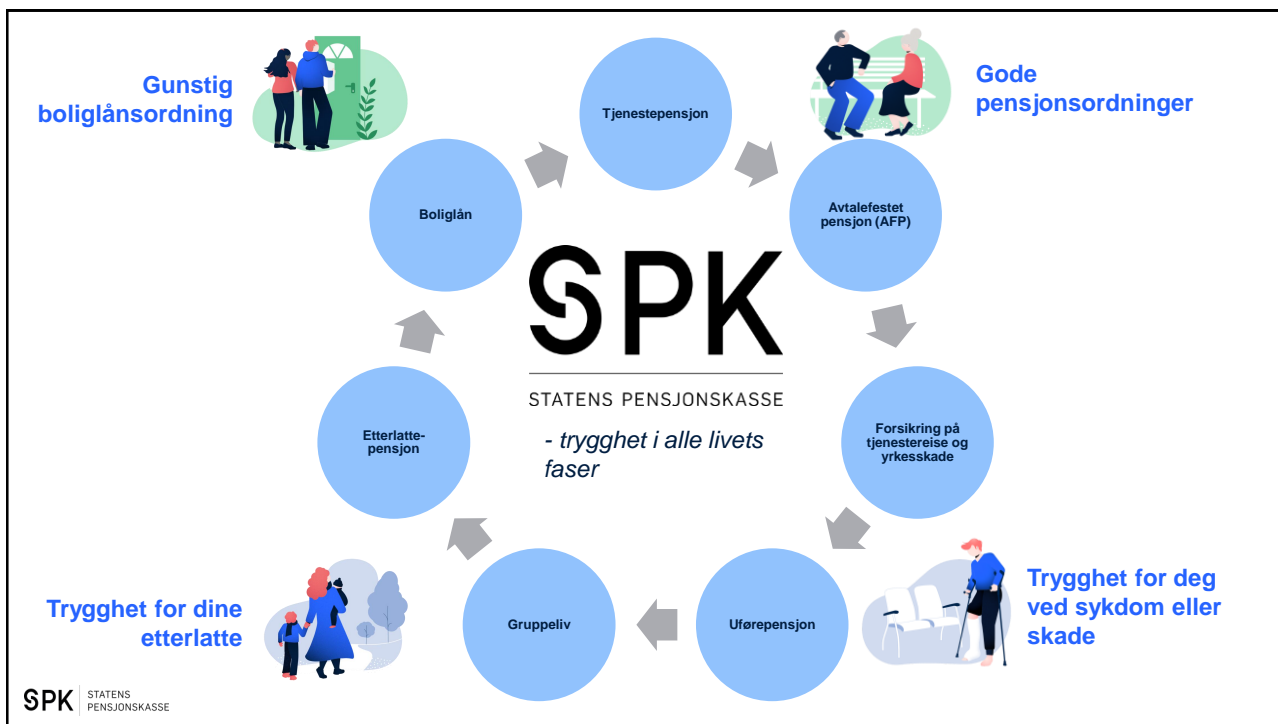 Gunstig
boliglånsordning
Tjenestepensjon
Gode
pensjonsordninger
Boliglån
Avtalefestet
pensjon (AFP)
SPK
STATENS PENSJONSKASSE
- trygghet i alle livets
faser
Etterlatte-
pensjon
Forsikring på
tjenestereise og
yrkesskade
Trygghet for dine
etterlatte
Gruppeliv
Uførepensjon
Trygghet for deg
ved sykdom eller
skade
SPK
STATENS
PENSJONSKASSE